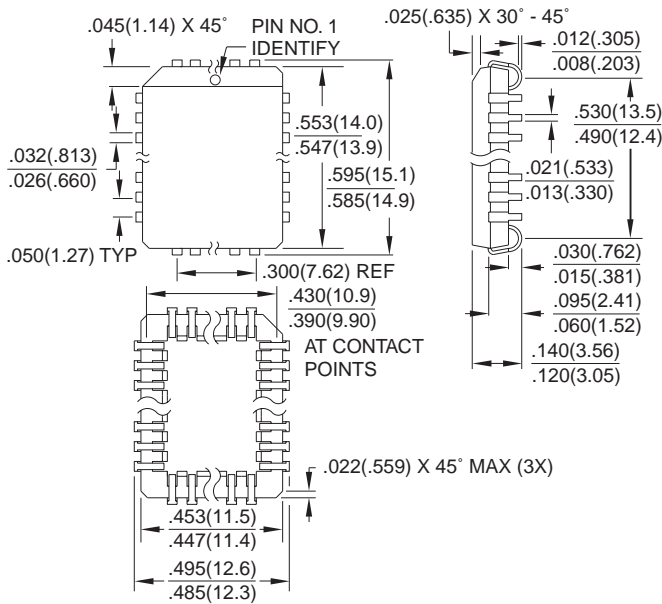 .045(1.14) X 45°
PIN NO. 1
IDENTIFY
.025(.635) X 30° - 45°
.012(.305)
.008(.203)
.553(14.0)
.547(13.9)
.530(13.5)
.490(12.4)
.032(.813)
.026(.660)
.595(15.1)
.585(14.9)
.021(.533)
.013(.330)
.050(1.27) TYP
.300(7.62) REF
.030(.762)
.015(.381)
.430(10.9)
.390(9.90)
AT CONTACT
POINTS
.095(2.41)
.060(1.52)
.140(3.56)
.120(3.05)
.022(.559) X 45° MAX (3X)
.453(11.5)
.447(11.4)
.495(12.6)
.485(12.3)